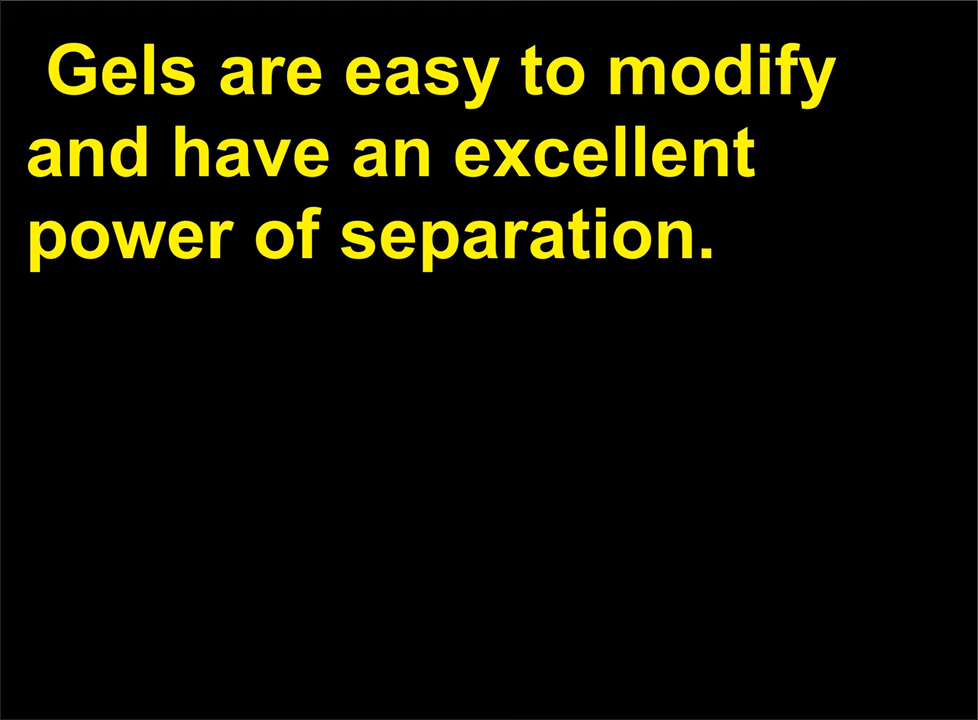 Gels are easy to modify
and have an excellent
power of separation.